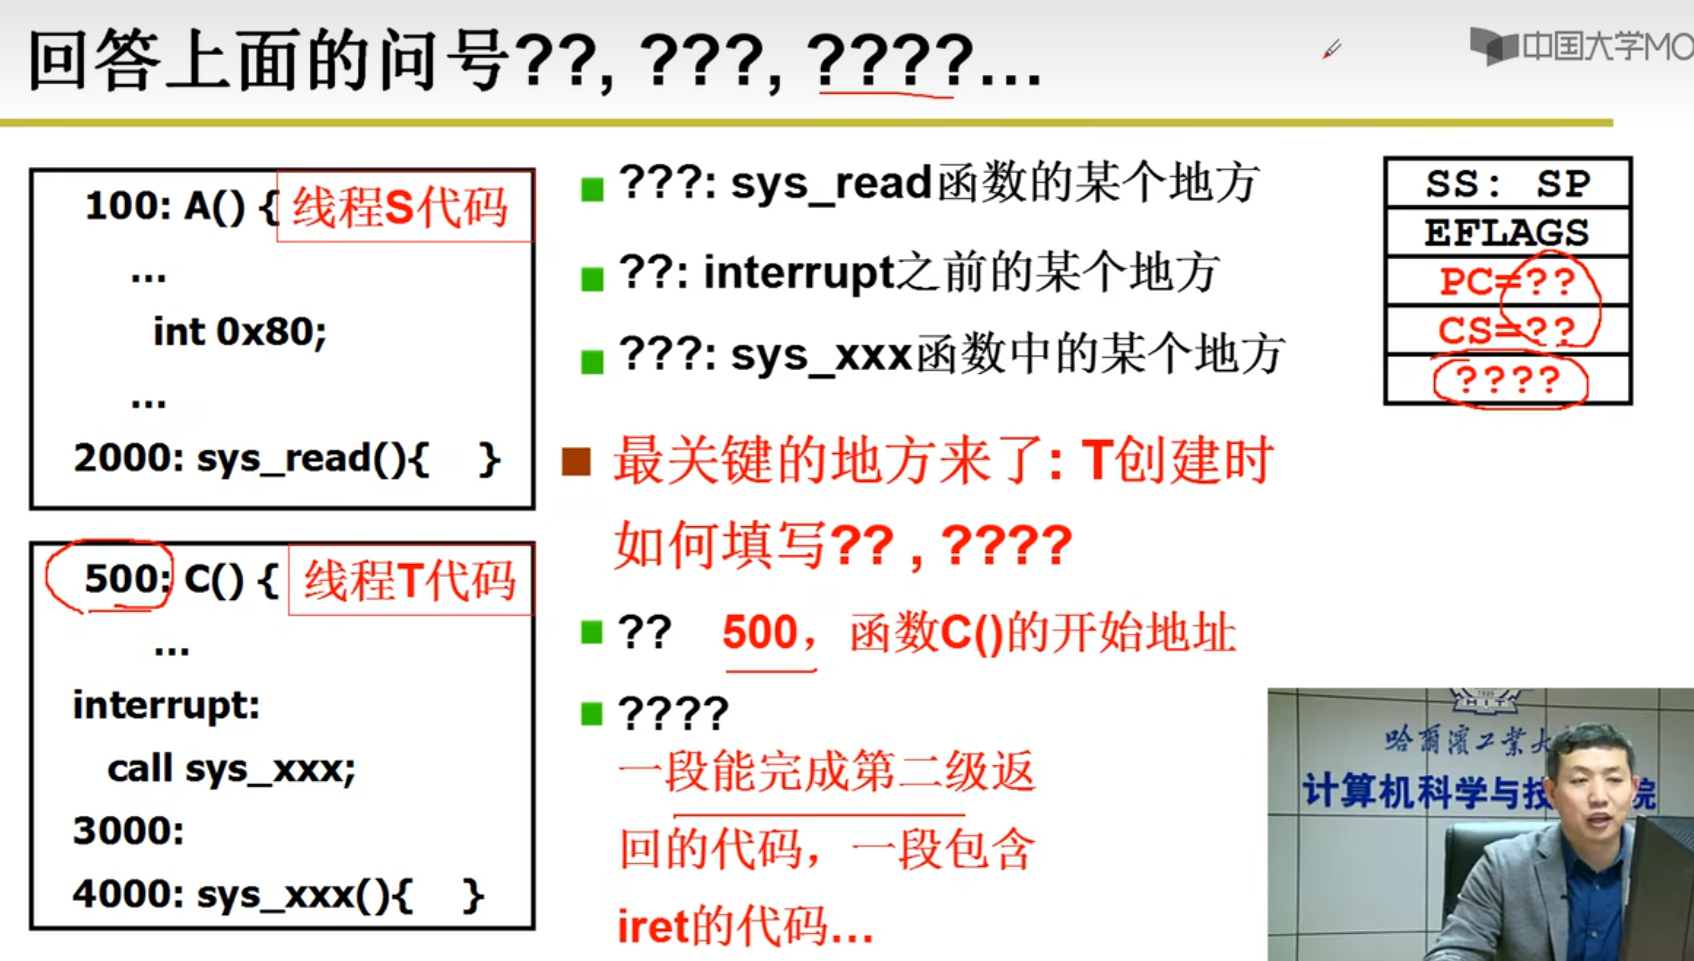 回答上面的问号??, ???, ????...
中国大学MO
100: A() { 线程S代码
...
int 0x80;
...
2000: sys_read(){ }
500: C() { 线程T代码
...
interrupt:
call sys_xxx;
3000:
4000: sys_xxx(){ }
???: sys_read函数的某个地方
??: interrupt之前的某个地方
???: sys_xxx函数中的某个地方
最关键的地方来了: T创建时
如何填写?? , ????
?? 500，函数C()的开始地址
????
一段能完成第二级返
回的代码，一段包含
iret的代码...
SS: SP
EFLAGS
PC=??
CS=??
????
HIT
哈爾濱工業大
计算机科学与技 院